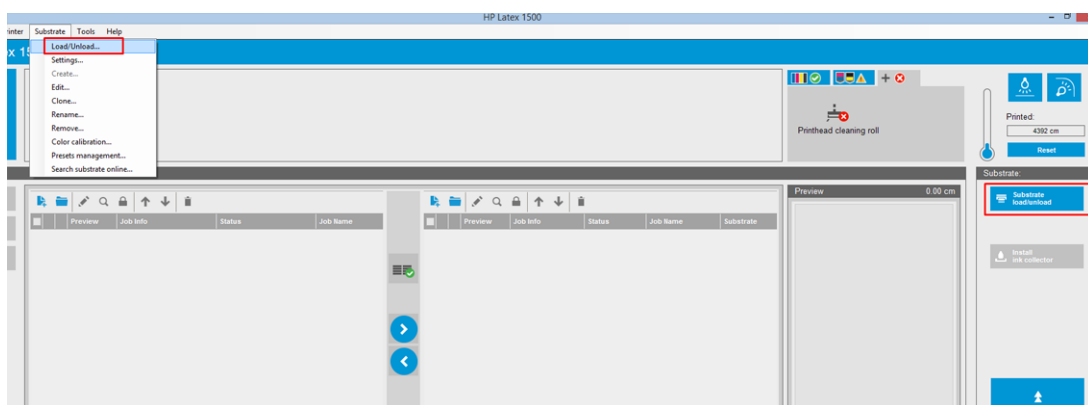 HP Latex 1500
rinter Substrate Tools Help
Load/Unload...
Settings...
Create...
Edit...
Clone...
Rename...
Remove...
Color calibration...
Presets management...
Search substrate online...
x 1
Printhead cleaning roll
Printed:
4392 cm
Reset
Substrate:
Substrate
load/unload
Install
ink collector
Preview Job Info Status Job Name
Preview Job Info Status Job Name Substrate
Preview 0.00 cm